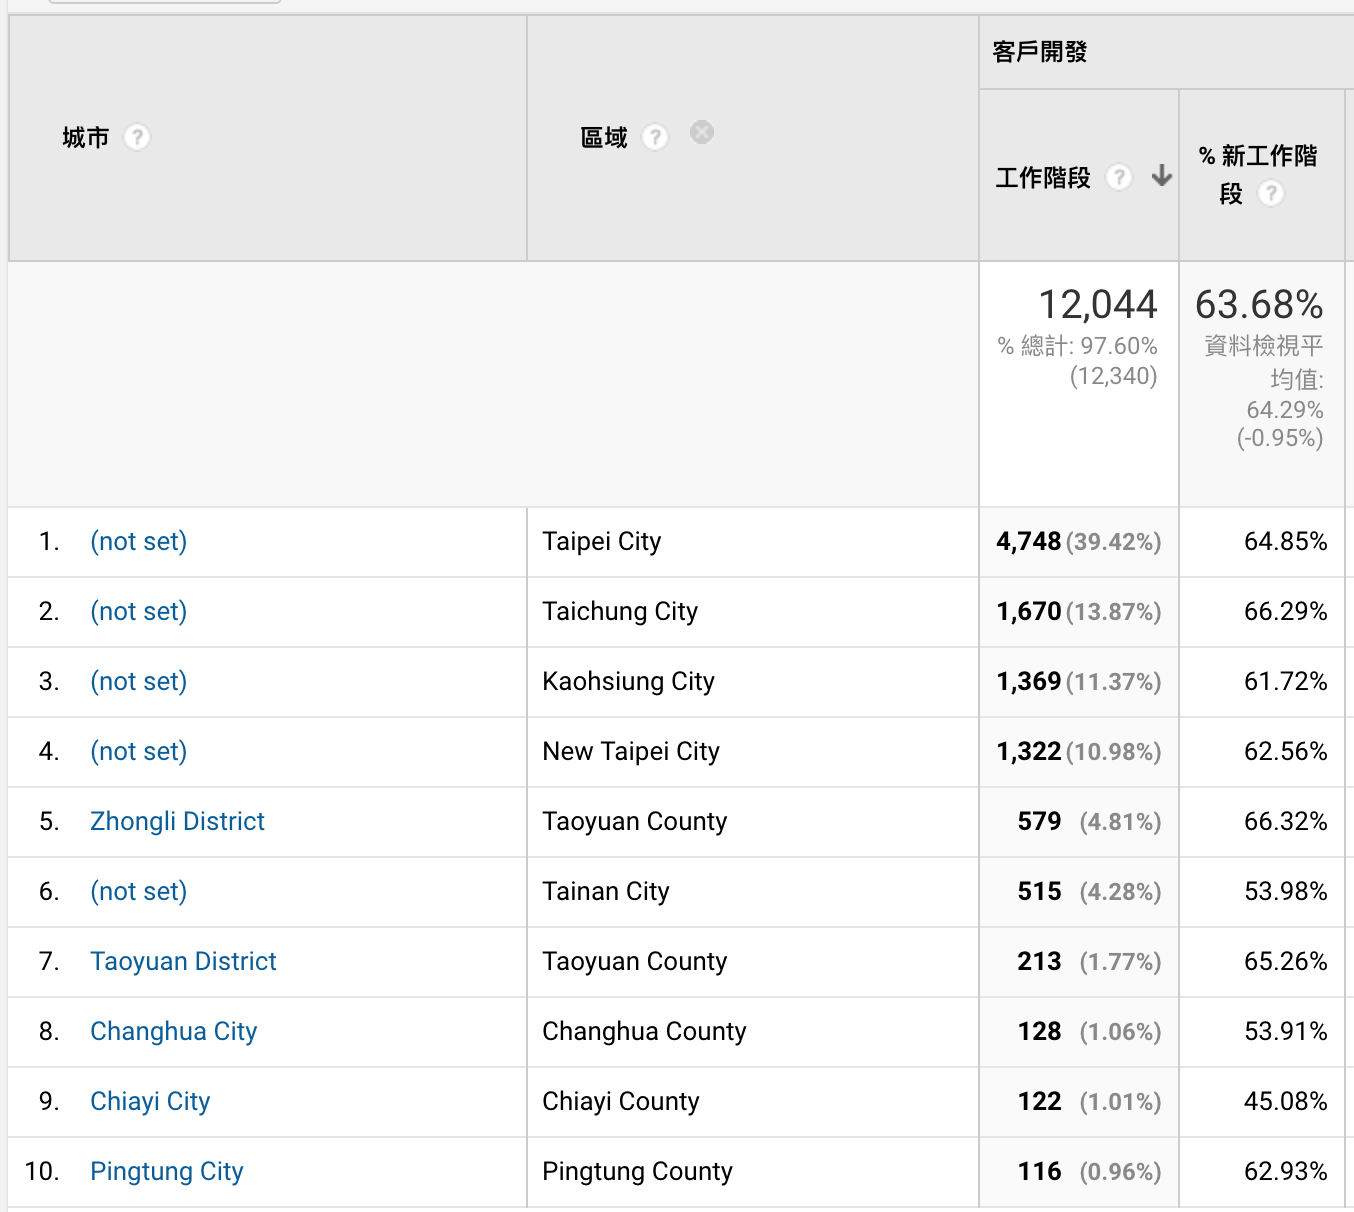 客戶開發
城市 ?
區域 ?
工作階段 ?
% 新工作階
段 ?
12,044
% 總計: 97.60%
(12,340)
63.68%
資料檢視平
均值:
64.29%
(-0.95%)
1. (not set) Taipei City 4,748 (39.42%) 64.85%
2. (not set) Taichung City 1,670 (13.87%) 66.29%
3. (not set) Kaohsiung City 1,369 (11.37%) 61.72%
4. (not set) New Taipei City 1,322 (10.98%) 62.56%
5. Zhongli District Taoyuan County 579 (4.81%) 66.32%
6. (not set) Tainan City 515 (4.28%) 53.98%
7. Taoyuan District Taoyuan County 213 (1.77%) 65.26%
8. Changhua City Changhua County 128 (1.06%) 53.91%
9. Chiayi City Chiayi County 122 (1.01%) 45.08%
10. Pingtung City Pingtung County 116 (0.96%) 62.93%